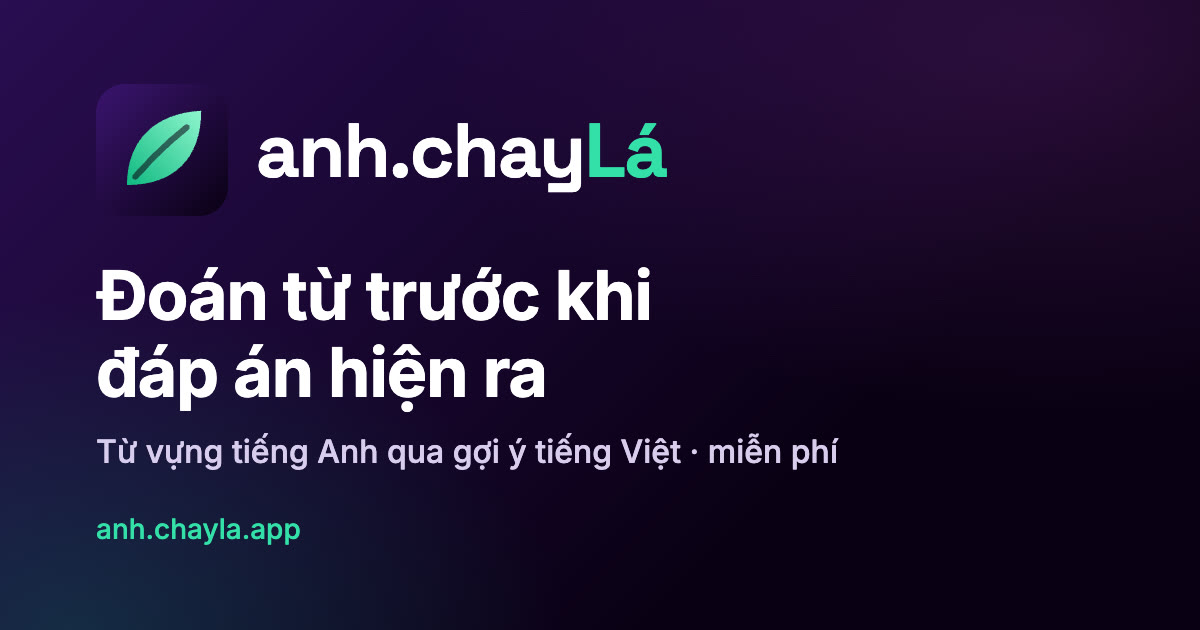 anh.chayLá
Đoán từ trước khi
đáp án hiện ra
Từ vựng tiếng Anh qua gợi ý tiếng Việt · miễn phí
anh.chayla.app